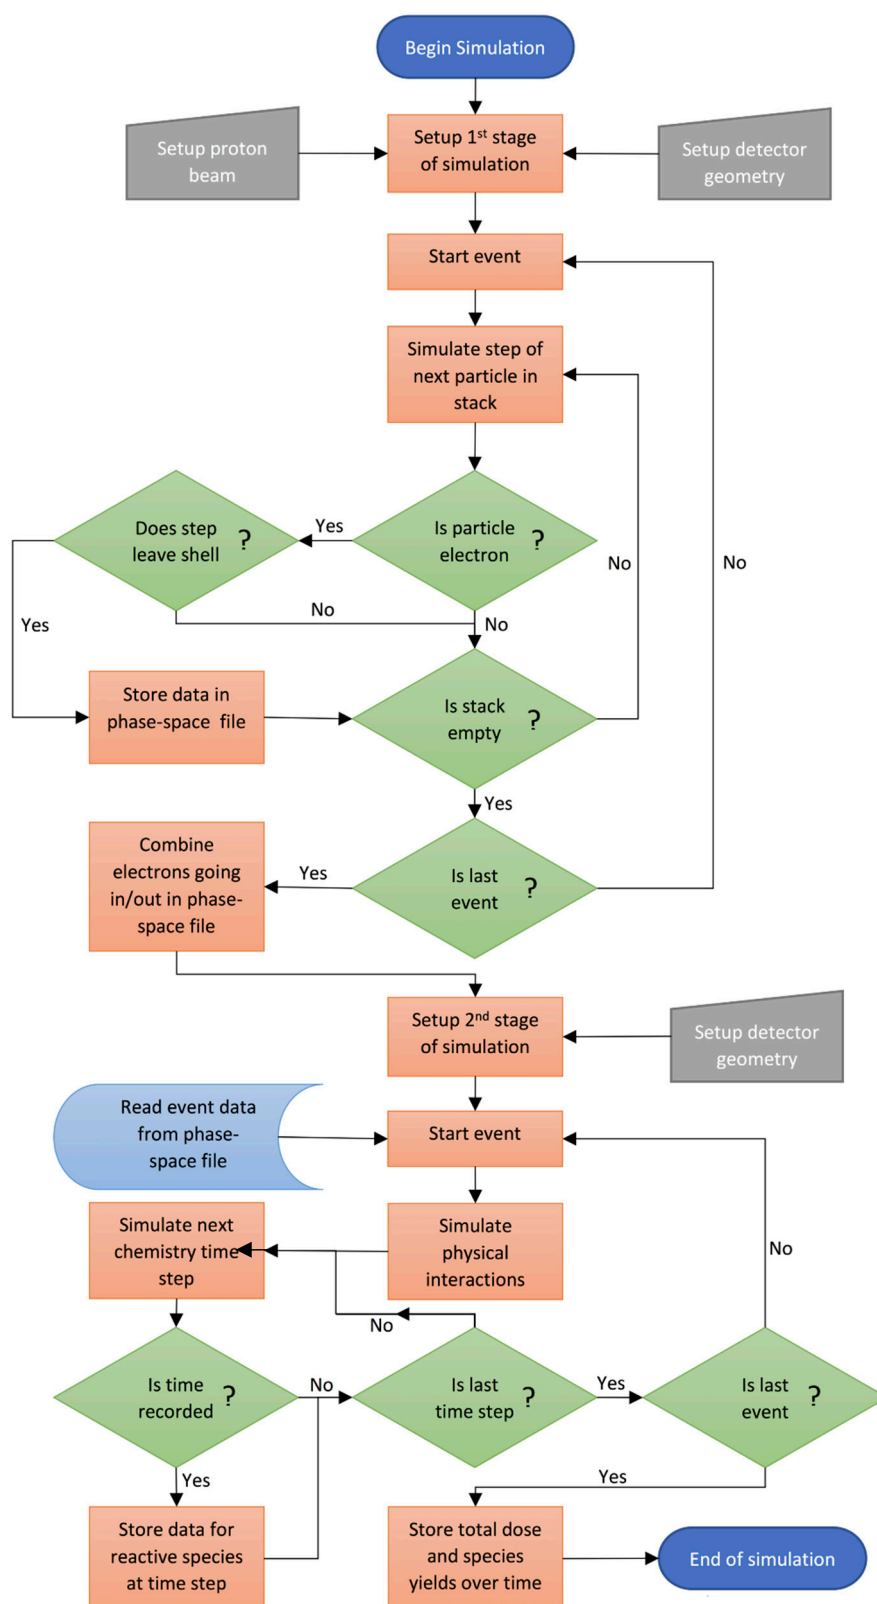 Begin Simulation
Setup proton
beam
Setup 1st stage
of simulation
Setup detector
geometry
Start event
Simulate step of
next particle in
stack
Does step
leave shell
?
Yes
Is particle
electron
?
No
No
Yes
No
No
Store data in
phase-space file
Is stack
empty
?
Yes
Combine
electrons going
in/out in phase-
space file
Yes
Is last
event
?
Setup 2nd stage
of simulation
Setup detector
geometry
Read event data
from phase-
space file
Start event
Simulate next
chemistry time
step
Simulate
physical
interactions
No
No
Is time
recorded
?
No
Is last
time step
?
Yes
Is last
event
?
Yes
Yes
Store data for
reactive species
at time step
Store total dose
and species
yields over time
End of simulation